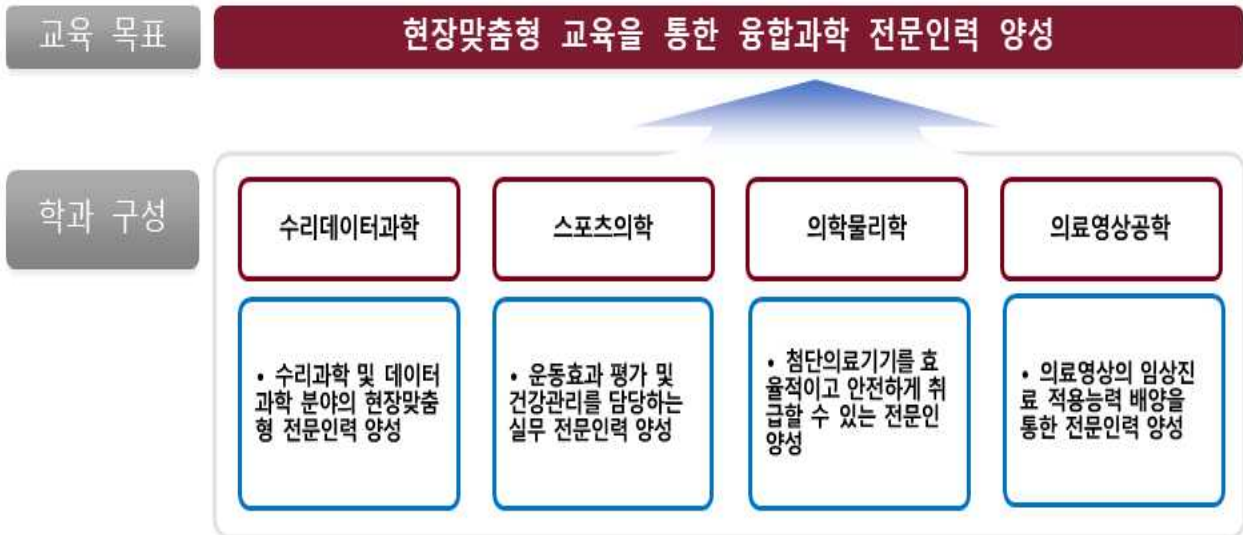 교육 목표
현장맞춤형 교육을 통한 융합과학 전문인력 양성
학과 구성
수리데이터과학
스포츠의학
의학물리학
의료영상공학
• 수리과학 및 데이터
과학 분야의 현장맞춤
형 전문인력 양성
• 운동효과 평가 및
건강관리를 담당하는
실무 전문인력 양성
• 첨단의료기기를 효
율적이고 안전하게 취
급할 수 있는 전문인
양성
• 의료영상의 임상진
료 적용능력 배양을
통한 전문인력 양성